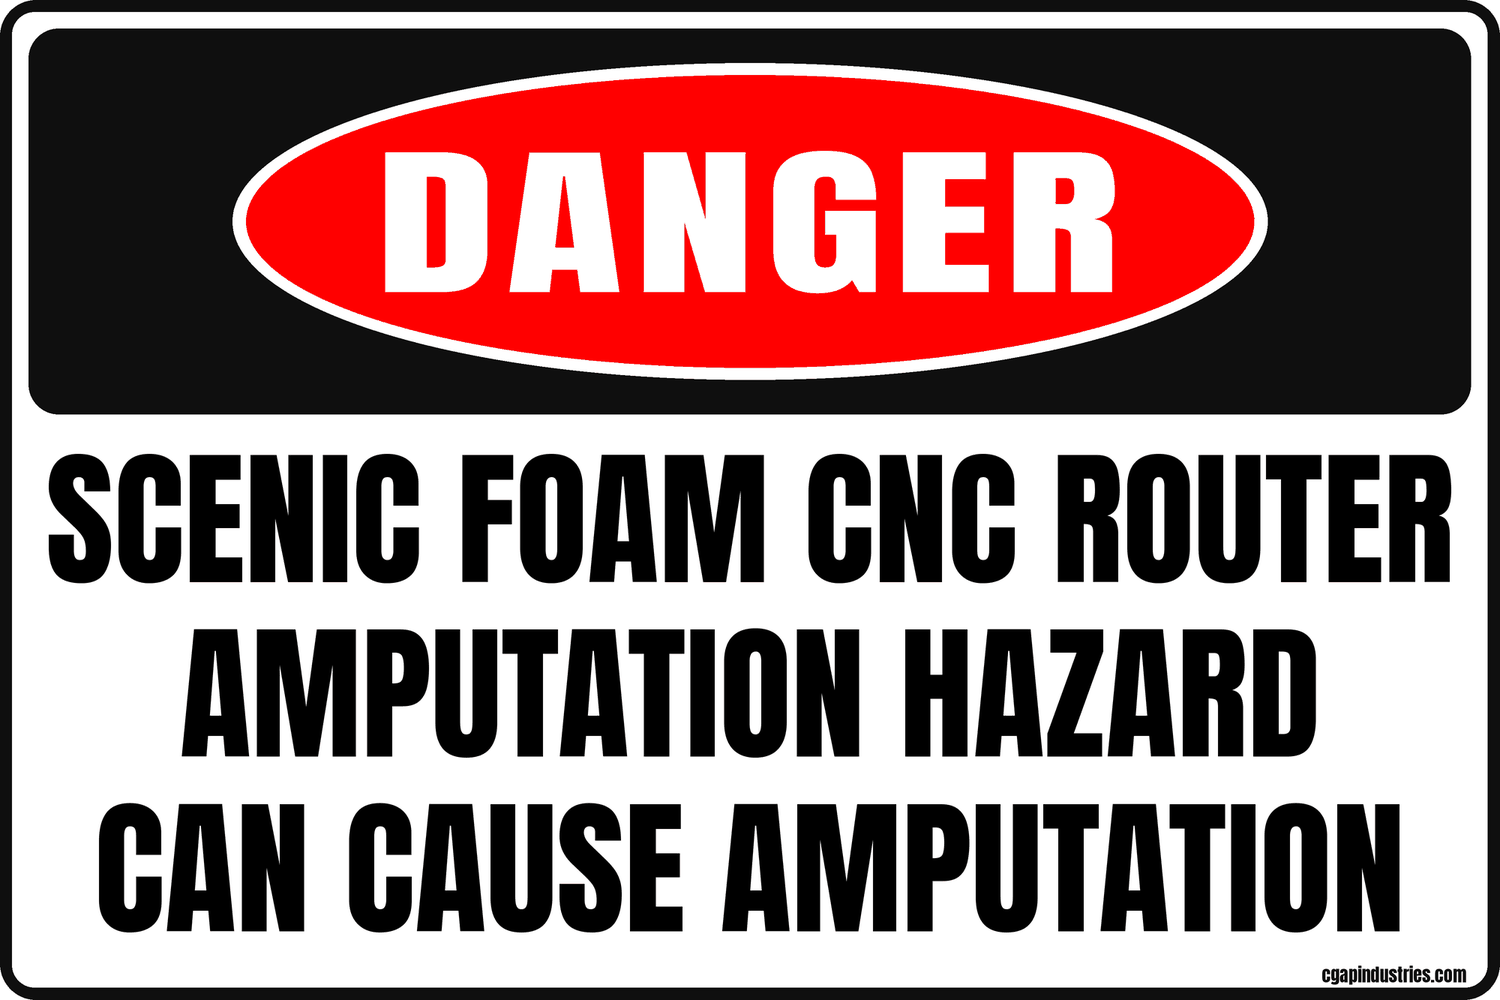 DANGER
SCENIC FOAM CNC ROUTER
AMPUTATION HAZARD
CAN CAUSE AMPUTATION
cgapindustries.com